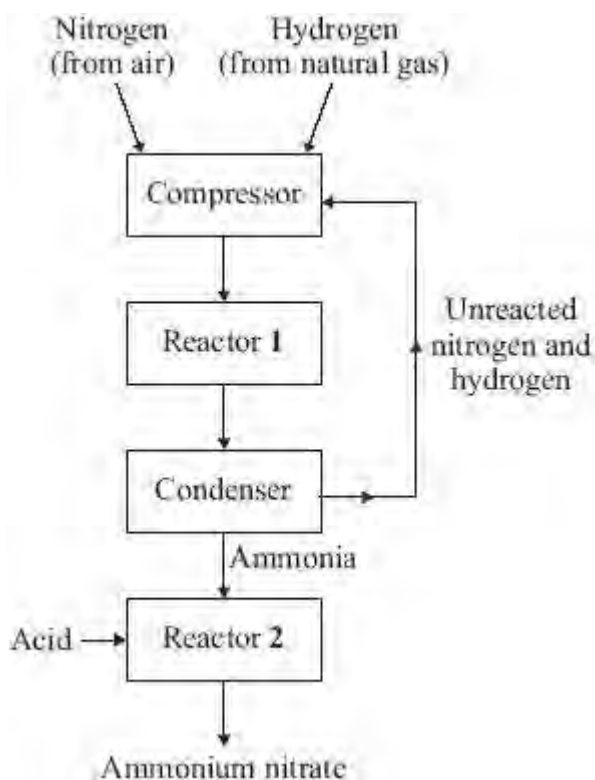 Nitrogen
(from air)
Hydrogen
(from natural gas)
Compressor
Reactor 1
Unreacted
nitrogen and
hydrogen
Condenser
Ammonia
Acid
Reactor 2
Ammonium nitrate